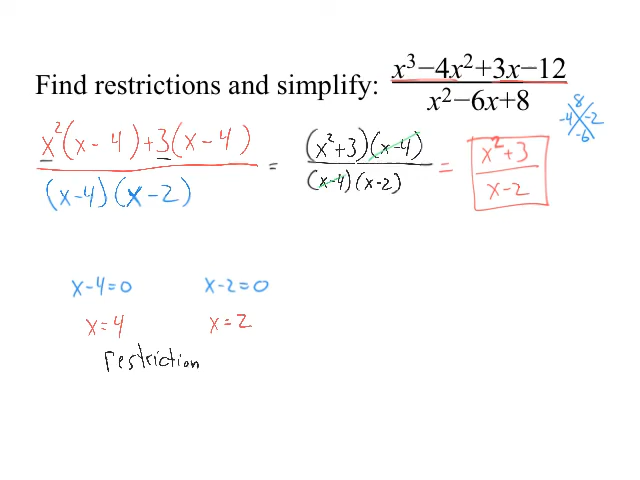 Find restrictions and simplify: (x³−4x²+3x−12)/(x²−6x+8)
8
-4 -2
-6
(x²(x-4)+3(x-4))/((x-4)(x-2)) = ((x²+3)(x-4))/((x-4)(x-2)) = (x²+3)/(x-2)
x-4=0 x-2=0
x=4 x=2
restriction